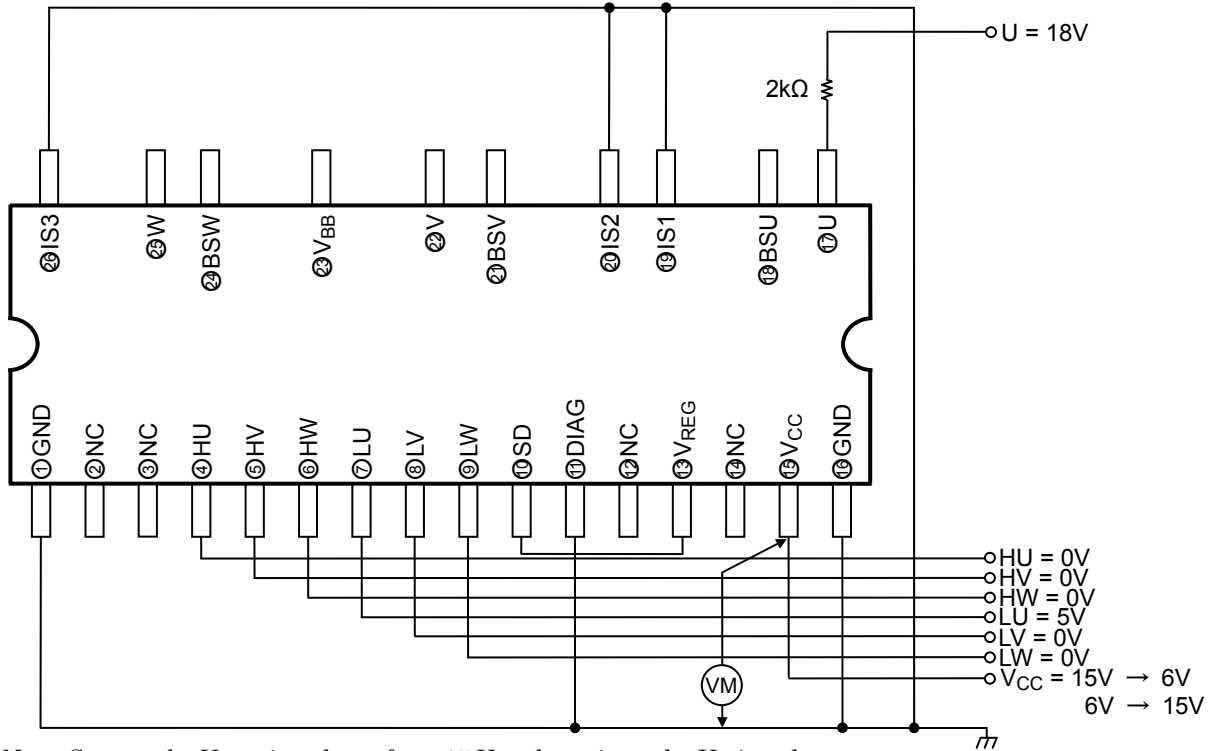 U = 18V
2kΩ
㉖IS3
㉕W
㉔BSW
㉓VBB
㉒V
㉑BSV
⑳IS2
⑲IS1
⑱BSU
⑰U
①GND
②NC
③NC
④HU
⑤HV
⑥HW
⑦LU
⑧LV
⑨LW
⑩SD
⑪DIAG
⑫NC
⑬VREG
⑭NC
⑮VCC
⑯GND
HU = 0V
HV = 0V
HW = 0V
LU = 5V
LV = 0V
LW = 0V
VM
VCC = 15V → 6V
6V → 15V